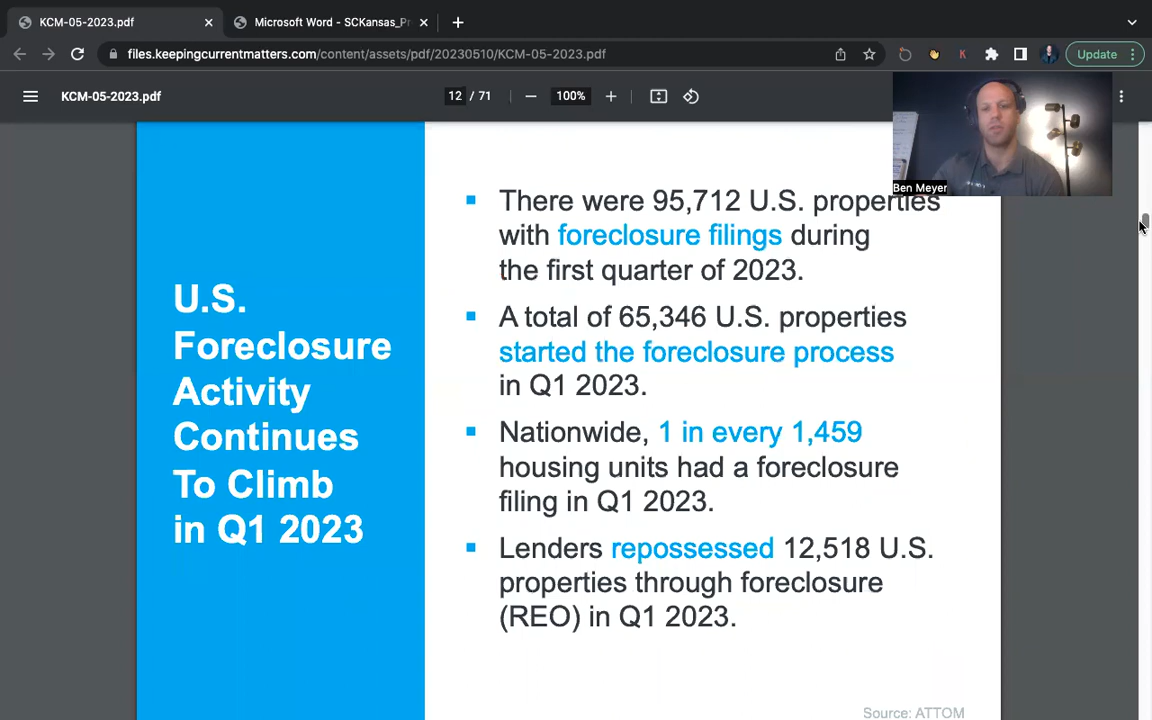 KCM-05-2023.pdf
Microsoft Word - SCKansas_Pr
files.keepingcurrentmatters.com/content/assets/pdf/20230510/KCM-05-2023.pdf
K
Update
KCM-05-2023.pdf
12 / 71
100%
Ben Meyer
U.S.
Foreclosure
Activity
Continues
To Climb
in Q1 2023
There were 95,712 U.S. properties
with foreclosure filings during
the first quarter of 2023.
A total of 65,346 U.S. properties
started the foreclosure process
in Q1 2023.
Nationwide, 1 in every 1,459
housing units had a foreclosure
filing in Q1 2023.
Lenders repossessed 12,518 U.S.
properties through foreclosure
(REO) in Q1 2023.
Source: ATTOM